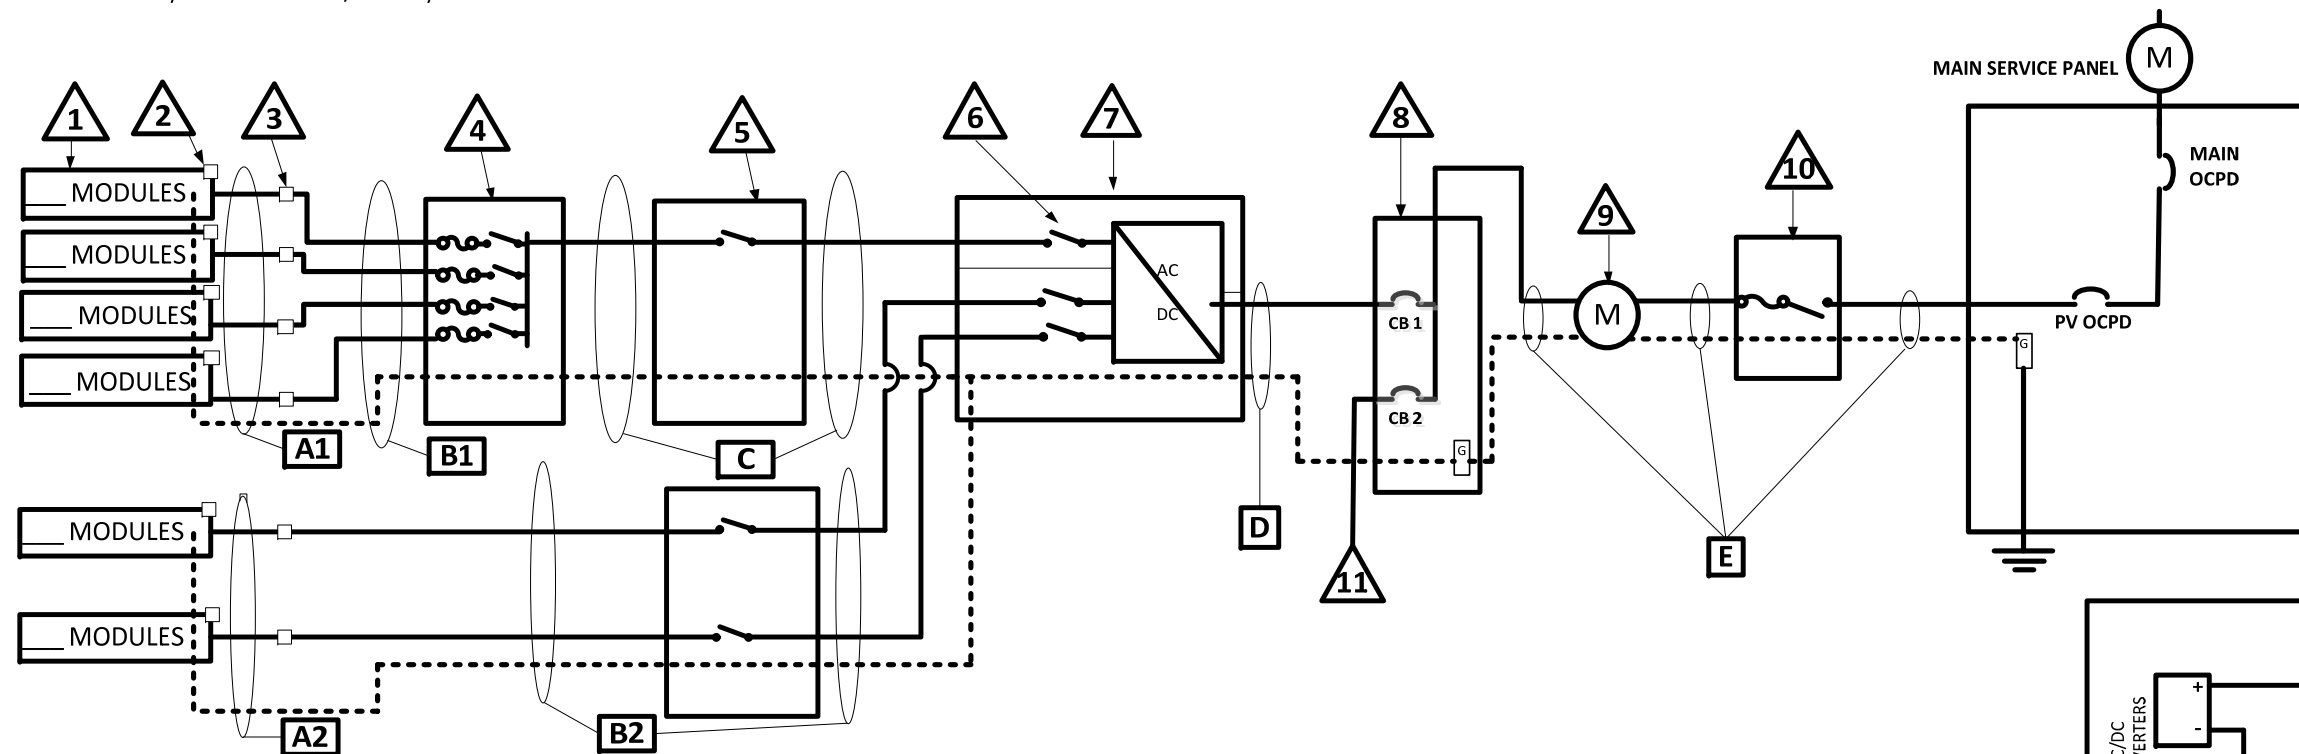 M
MAIN SERVICE PANEL
1
2
3
4
5
6
7
8
9
10
MAIN
OCPD
___ MODULES
___ MODULES
___ MODULES
___ MODULES
AC
DC
CB 1
M
PV OCPD
G
CB 2
G
A1
B1
C
D
E
11
___ MODULES
___ MODULES
A2
B2
+
-